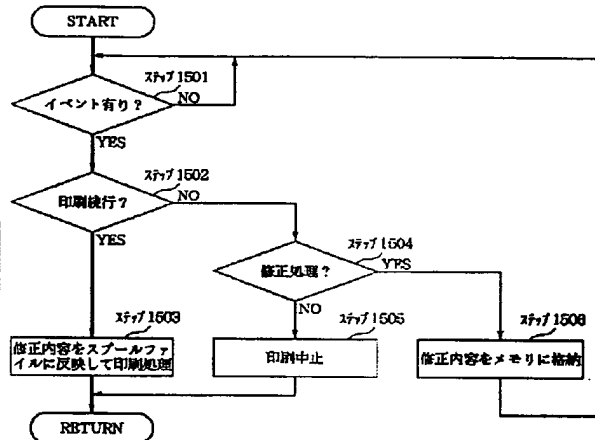 START
ステップ1501
イベント有り？
NO
YES
ステップ1502
印刷続行？
NO
YES
ステップ1504
修正処理？
YES
NO
ステップ1503
修正内容をスプールファ
イルに反映して印刷処理
ステップ1505
印刷中止
ステップ1506
修正内容をメモリに格納
RETURN